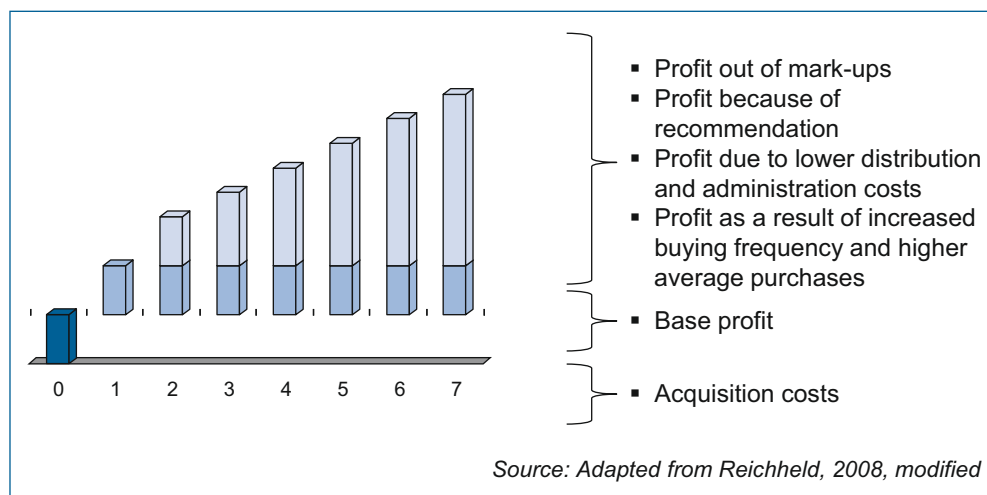 ▪ Profit out of mark-ups
▪ Profit because of
recommendation
▪ Profit due to lower distribution
and administration costs
▪ Profit as a result of increased
buying frequency and higher
average purchases
▪ Base profit
0 1 2 3 4 5 6 7
▪ Acquisition costs
Source: Adapted from Reichheld, 2008, modified